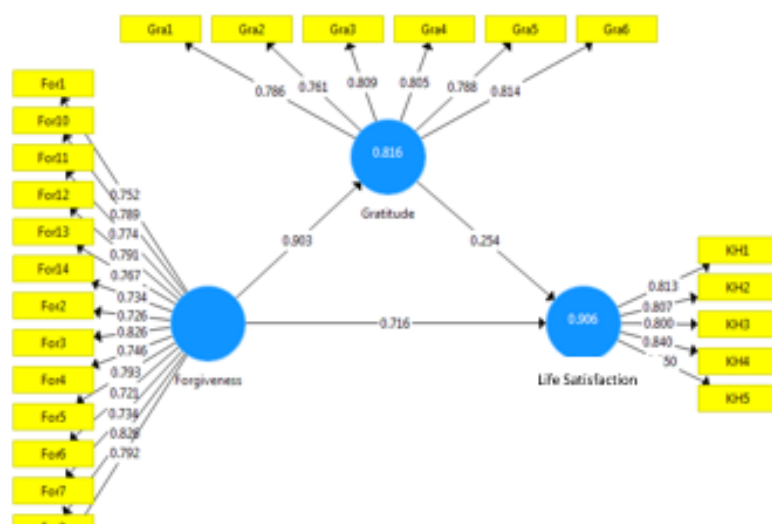 Gra1 Gra2 Gra3 Gra4 Gra5 Gra6
0.786 0.761 0.809 0.805 0.788 0.814
For1
For10
For11
For12
For13
For14
For2
For3
For4
For5
For6
For7
0.752
0.789
0.774
0.791
0.767
0.734
0.726
0.826
0.746
0.793
0.721
0.734
0.828
0.792
0.816
Gratitude
0.903
0.254
Forgiveness
0.716
0.906
Life Satisfaction
0.813
0.807
0.800
0.840
50
KH1
KH2
KH3
KH4
KH5